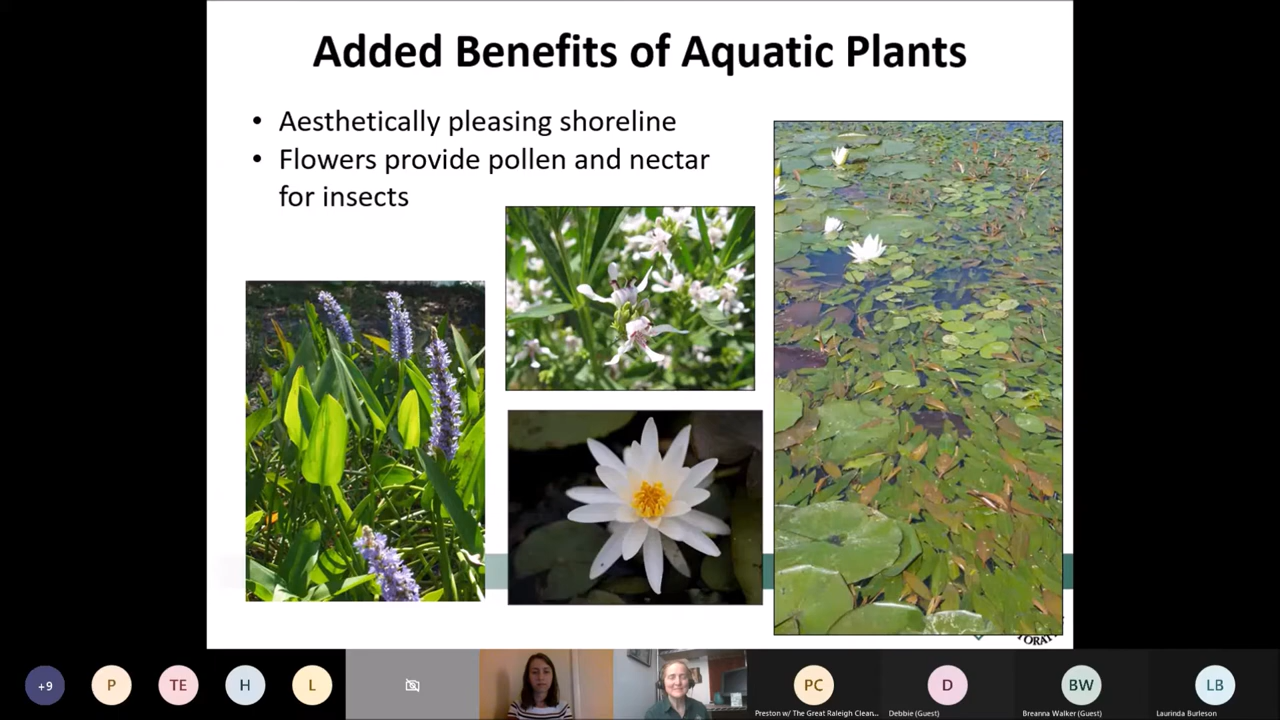 Added Benefits of Aquatic Plants
• Aesthetically pleasing shoreline
• Flowers provide pollen and nectar
for insects
+9
P
TE
H
L
PC
D
BW
LB
Preston w/ The Great Raleigh Clean...
Debbie (Guest)
Breanna Walker (Guest)
Laurinda Burleson